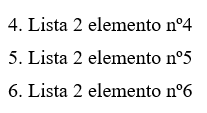 4. Lista 2 elemento nº4
5. Lista 2 elemento nº5
6. Lista 2 elemento nº6